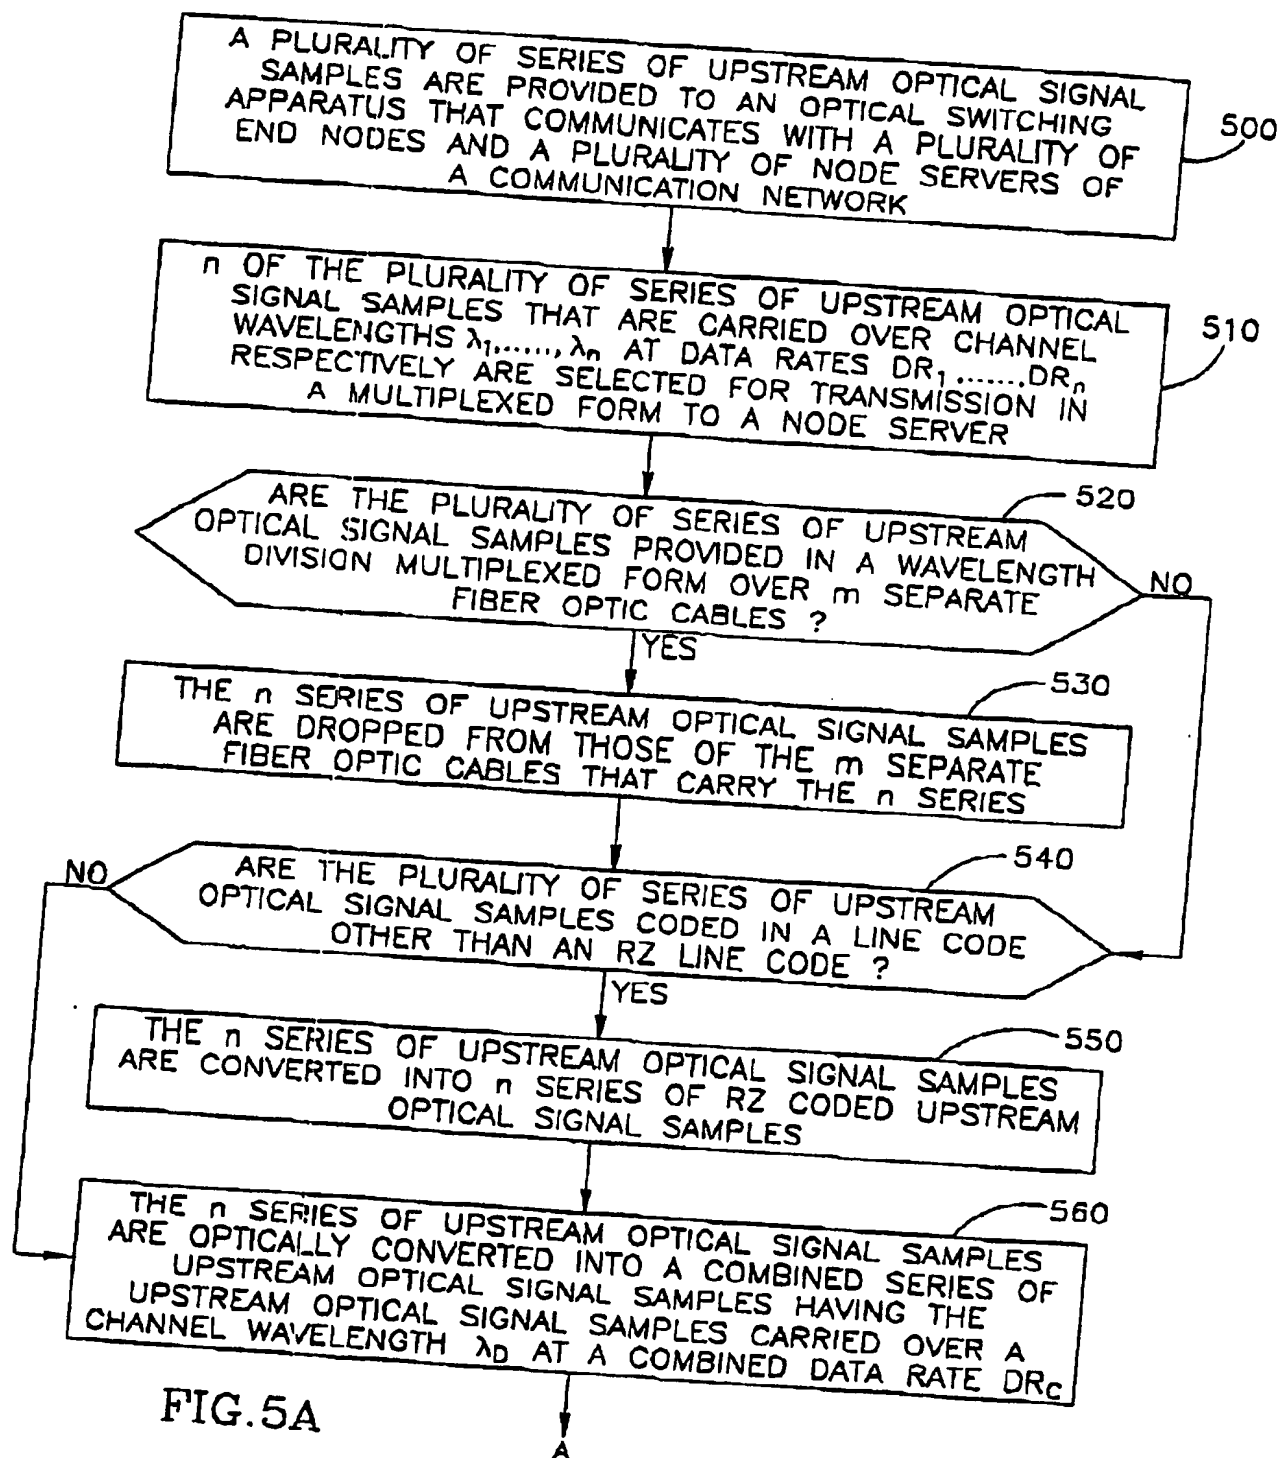 A PLURALITY OF SERIES OF UPSTREAM OPTICAL SIGNAL
SAMPLES ARE PROVIDED TO AN OPTICAL SWITCHING
APPARATUS THAT COMMUNICATES WITH A PLURALITY OF
END NODES AND A PLURALITY OF NODE SERVERS OF
A COMMUNICATION NETWORK
500
n OF THE PLURALITY OF SERIES OF UPSTREAM OPTICAL
SIGNAL SAMPLES THAT ARE CARRIED OVER CHANNEL
WAVELENGTHS λ1,......,λn AT DATA RATES DR1.......DRn
RESPECTIVELY ARE SELECTED FOR TRANSMISSION IN
A MULTIPLEXED FORM TO A NODE SERVER
510
ARE THE PLURALITY OF SERIES OF UPSTREAM
OPTICAL SIGNAL SAMPLES PROVIDED IN A WAVELENGTH
DIVISION MULTIPLEXED FORM OVER m SEPARATE
FIBER OPTIC CABLES ?
520
NO
YES
THE n SERIES OF UPSTREAM OPTICAL SIGNAL SAMPLES
ARE DROPPED FROM THOSE OF THE m SEPARATE
FIBER OPTIC CABLES THAT CARRY THE n SERIES
530
NO
ARE THE PLURALITY OF SERIES OF UPSTREAM
OPTICAL SIGNAL SAMPLES CODED IN A LINE CODE
OTHER THAN AN RZ LINE CODE ?
540
YES
THE n SERIES OF UPSTREAM OPTICAL SIGNAL SAMPLES
ARE CONVERTED INTO n SERIES OF RZ CODED UPSTREAM
OPTICAL SIGNAL SAMPLES
550
THE n SERIES OF UPSTREAM OPTICAL SIGNAL SAMPLES
ARE OPTICALLY CONVERTED INTO A COMBINED SERIES OF
UPSTREAM OPTICAL SIGNAL SAMPLES HAVING THE
UPSTREAM OPTICAL SIGNAL SAMPLES CARRIED OVER A
CHANNEL WAVELENGTH λD AT A COMBINED DATA RATE DRC
560
FIG.5A
A